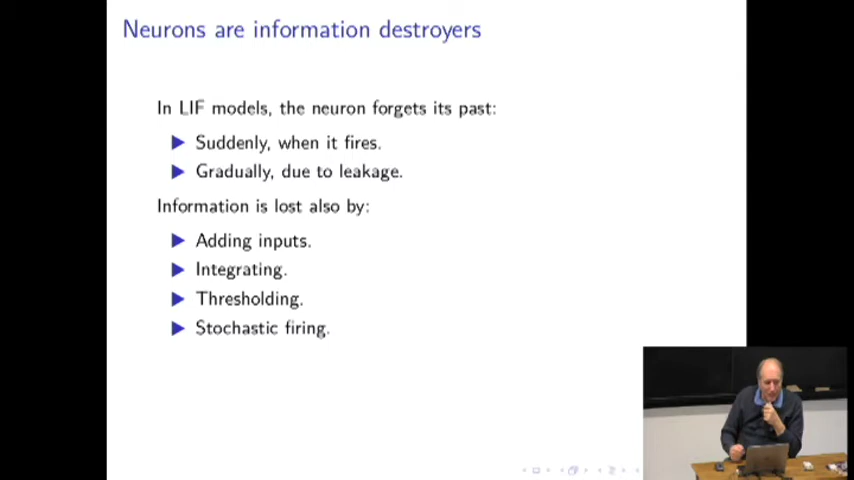 Neurons are information destroyers
In LIF models, the neuron forgets its past:
Suddenly, when it fires.
Gradually, due to leakage.
Information is lost also by:
Adding inputs.
Integrating.
Thresholding.
Stochastic firing.